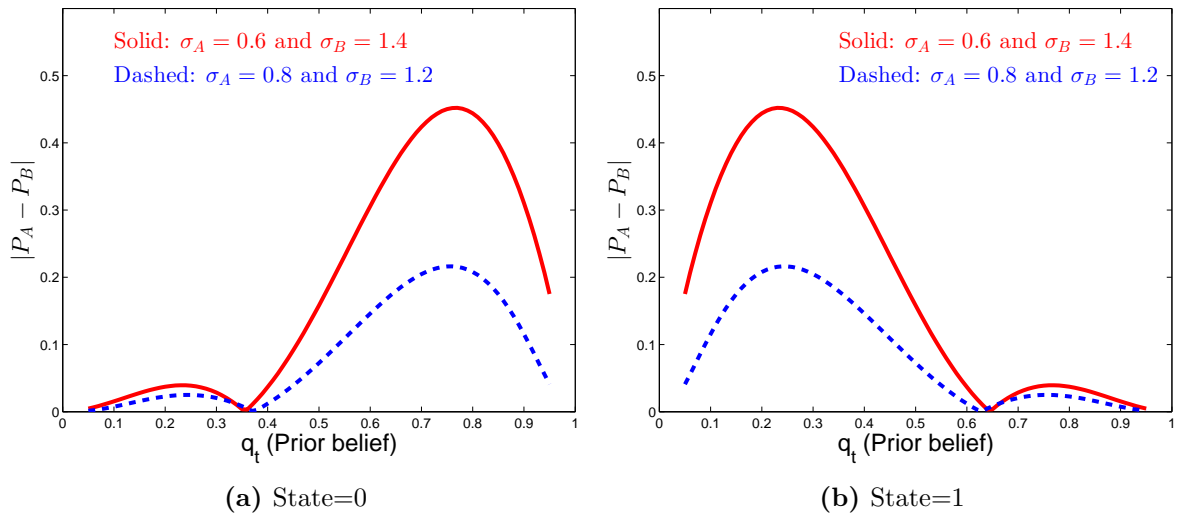 Solid: σ_A = 0.6 and σ_B = 1.4
Dashed: σ_A = 0.8 and σ_B = 1.2
0.5
0.4
0.3
0.2
0.1
0
|P_A − P_B|
0 0.1 0.2 0.3 0.4 0.5 0.6 0.7 0.8 0.9 1
q_t (Prior belief)
(a) State=0
Solid: σ_A = 0.6 and σ_B = 1.4
Dashed: σ_A = 0.8 and σ_B = 1.2
0.5
0.4
0.3
0.2
0.1
0
|P_A − P_B|
0 0.1 0.2 0.3 0.4 0.5 0.6 0.7 0.8 0.9 1
q_t (Prior belief)
(b) State=1